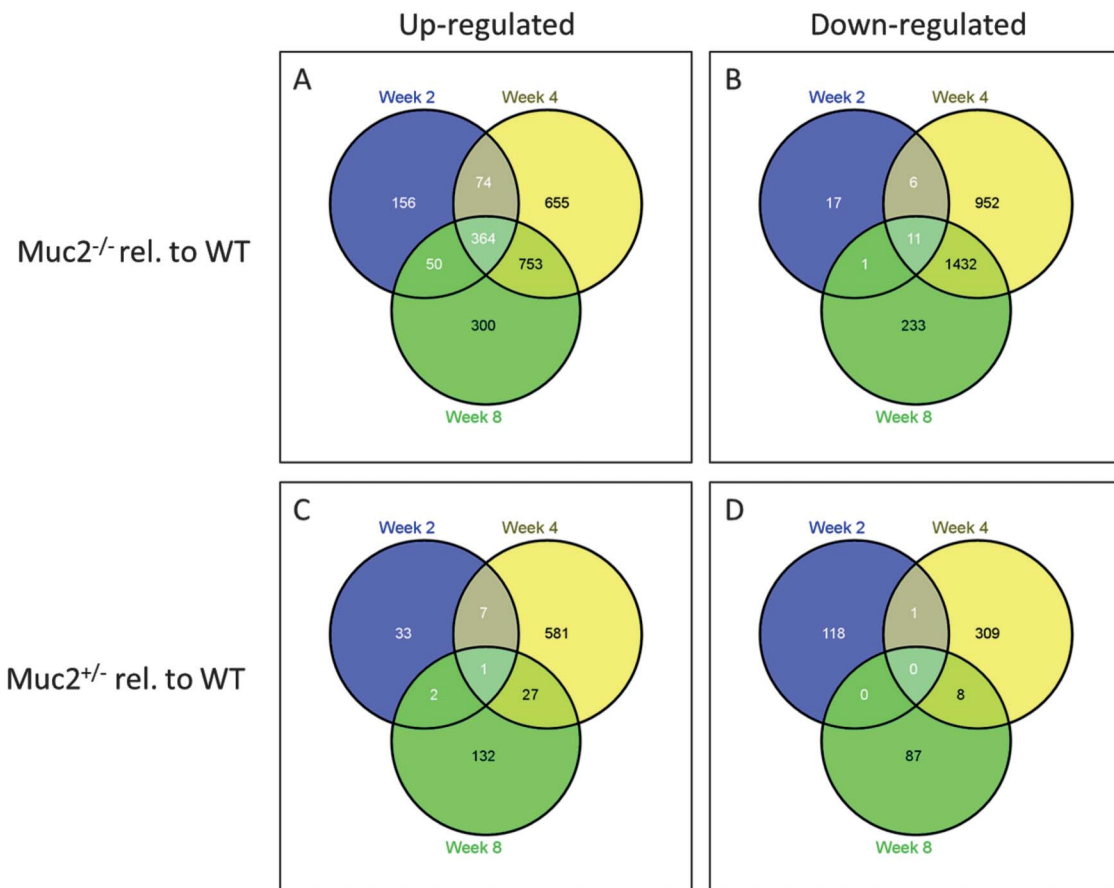 Up-regulated Down-regulated
A
Week 2 Week 4
74
156 655
364
50 753
300
Week 8
B
Week 2 Week 4
6
17 952
11
1 1432
233
Week 8
Muc2-/- rel. to WT
C
Week 2 Week 4
7
33 581
1
2 27
132
Week 8
D
Week 2 Week 4
1
118 309
0
0 8
87
Week 8
Muc2+/- rel. to WT